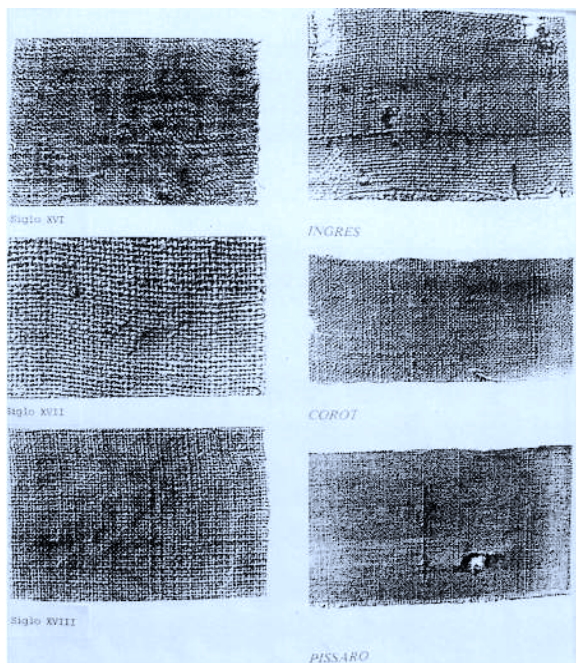 Siglo XVI
INGRES
Siglo XVII
COROT
Siglo XVIII
PISSARO